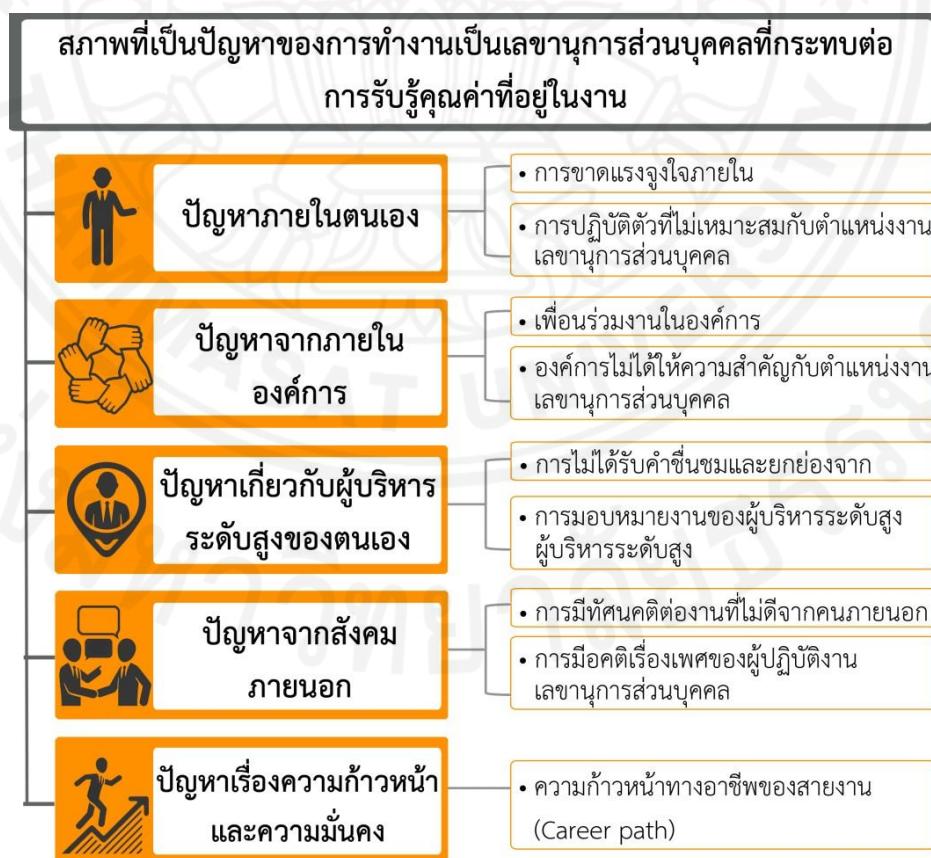 สภาพที่เป็นปัญหาของการทำงานเป็นเลขานุการส่วนบุคคลที่กระทบต่อ
การรับรู้คุณค่าที่อยู่ในงาน
ปัญหาภายในตนเอง
• การขาดแรงจูงใจภายใน
• การปฏิบัติตัวที่ไม่เหมาะสมกับตำแหน่งงาน
เลขานุการส่วนบุคคล
ปัญหาจากภายใน
องค์การ
• เพื่อนร่วมงานในองค์การ
• องค์การไม่ได้ให้ความสำคัญกับตำแหน่งงาน
เลขานุการส่วนบุคคล
ปัญหาเกี่ยวกับผู้บริหาร
ระดับสูงของตนเอง
• การไม่ได้รับคำชื่นชมและยกย่องจาก
• การมอบหมายงานของผู้บริหารระดับสูง
ผู้บริหารระดับสูง
ปัญหาจากสังคม
ภายนอก
• การมีทัศนคติต่องานที่ไม่ดีจากคนภายนอก
• การมีอคติเรื่องเพศของผู้ปฏิบัติงาน
เลขานุการส่วนบุคคล
ปัญหาเรื่องความก้าวหน้า
และความมั่นคง
• ความก้าวหน้าทางอาชีพของสายงาน
(Career path)